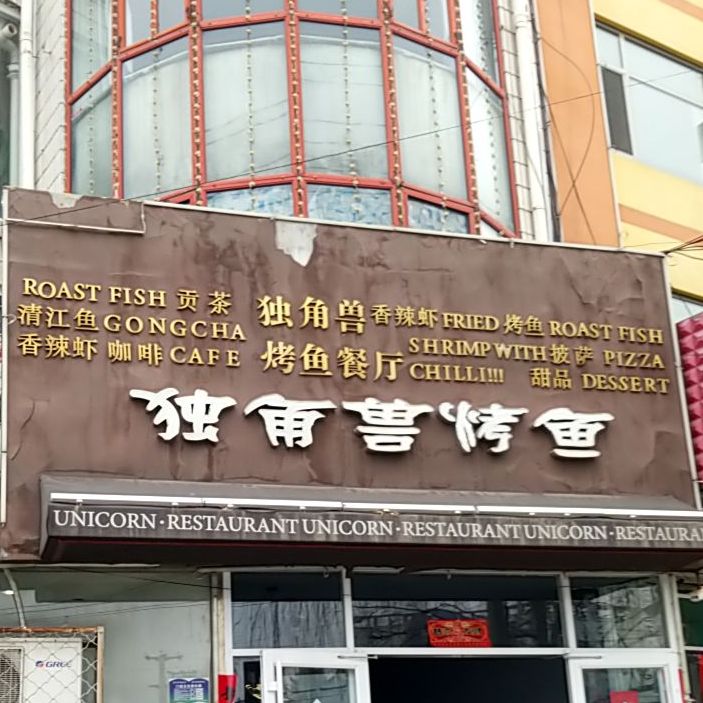 ROAST FISH 贡茶
清江鱼 GONGCHA
香辣虾 咖啡 CAFE
独角兽
烤鱼餐厅
香辣虾 FRIED 烤鱼 ROAST FISH
SHRIMP WITH 披萨 PIZZA
CHILLI!!! 甜品 DESSERT
独角兽烤鱼
UNICORN·RESTAURANT UNICORN·RESTAURANT UNICORN·RESTAURA
GREE